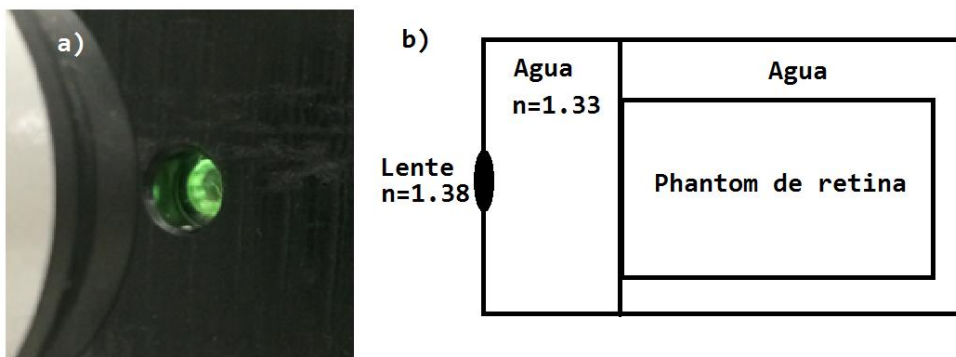 a)
b)
Agua
n=1.33
Agua
Lente
n=1.38
Phantom de retina